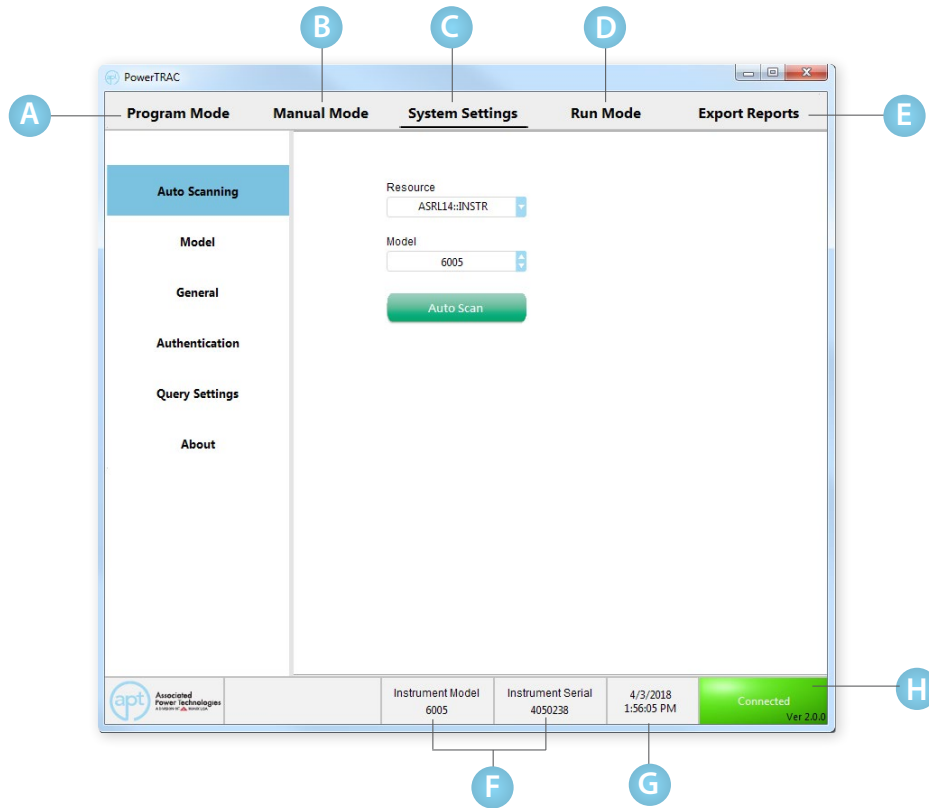 B
C
D
PowerTRAC
A
Program Mode
Manual Mode
System Settings
Run Mode
Export Reports
E
Auto Scanning
Model
General
Authentication
Query Settings
About
Resource
ASRL14::INSTR
Model
6005
Auto Scan
apt
Associated
Power Technologies
Instrument Model
6005
Instrument Serial
4050238
4/3/2018
1:56:05 PM
Connected
Ver 2.0.0
H
F
G